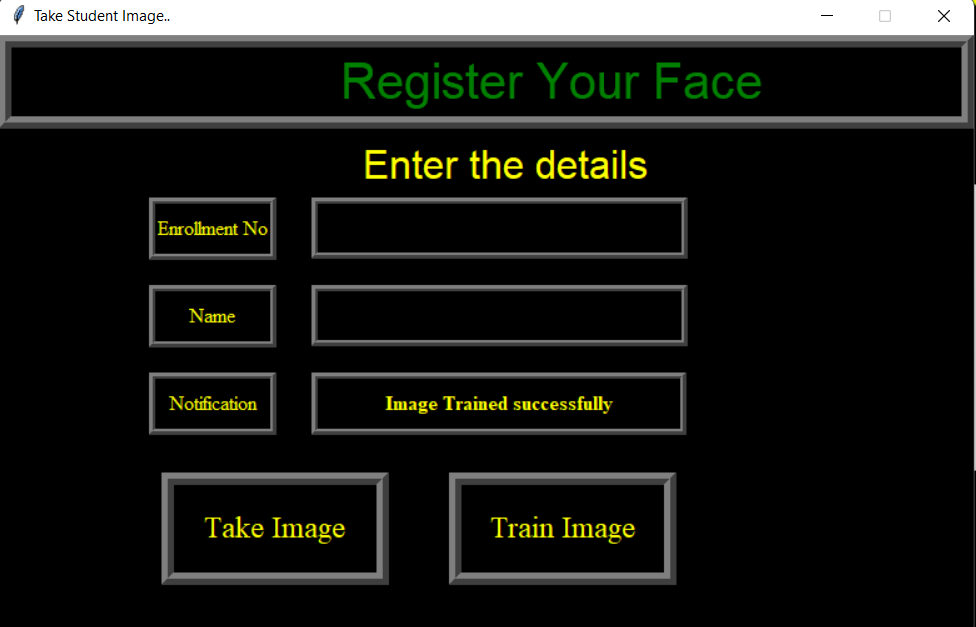 Take Student Image..
Register Your Face
Enter the details
Enrollment No
Name
Notification
Image Trained successfully
Take Image
Train Image